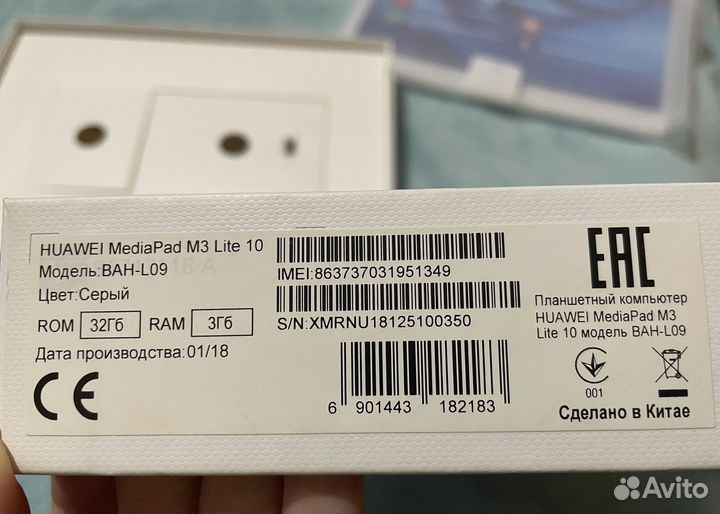 HUAWEI MediaPad M3 Lite 10
Модель:BAH-L09
Цвет:Серый
ROM 32Гб RAM 3Гб
Дата производства:01/18
CE
IMEI:863737031951349
S/N:XMRNU18125100350
6 901443 182183
EAC
Планшетный компьютер
HUAWEI MediaPad M3
Lite 10 модель BAH-L09
001
Сделано в Китае
Avito